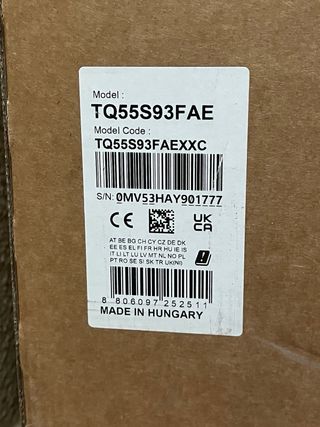 Model :
TQ55S93FAE
Model Code :
TQ55S93FAEXXC
S/N: 0MV53HAY901777
CE
UK
CA
AT BE BG CH CY CZ DE DK
EE ES EL FI FR HR HU IE IS
IT LI LT LU LV MT NL NO PL
PT RO SE SI SK TR UK(NI)
8 806097 252511
MADE IN HUNGARY